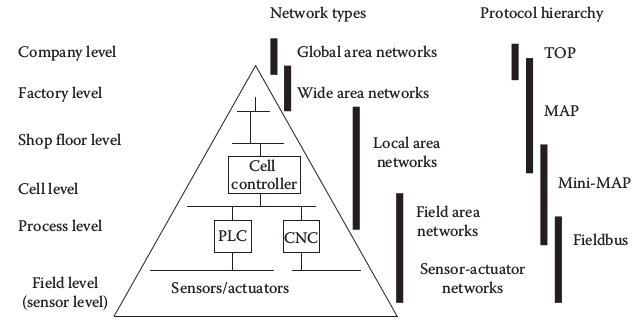 Network types
Protocol hierarchy
Company level
Global area networks
TOP
Factory level
Wide area networks
MAP
Shop floor level
Local area
networks
Cell
controller
Cell level
Mini-MAP
Process level
PLC
CNC
Field area
networks
Fieldbus
Field level
(sensor level)
Sensors/actuators
Sensor-actuator
networks